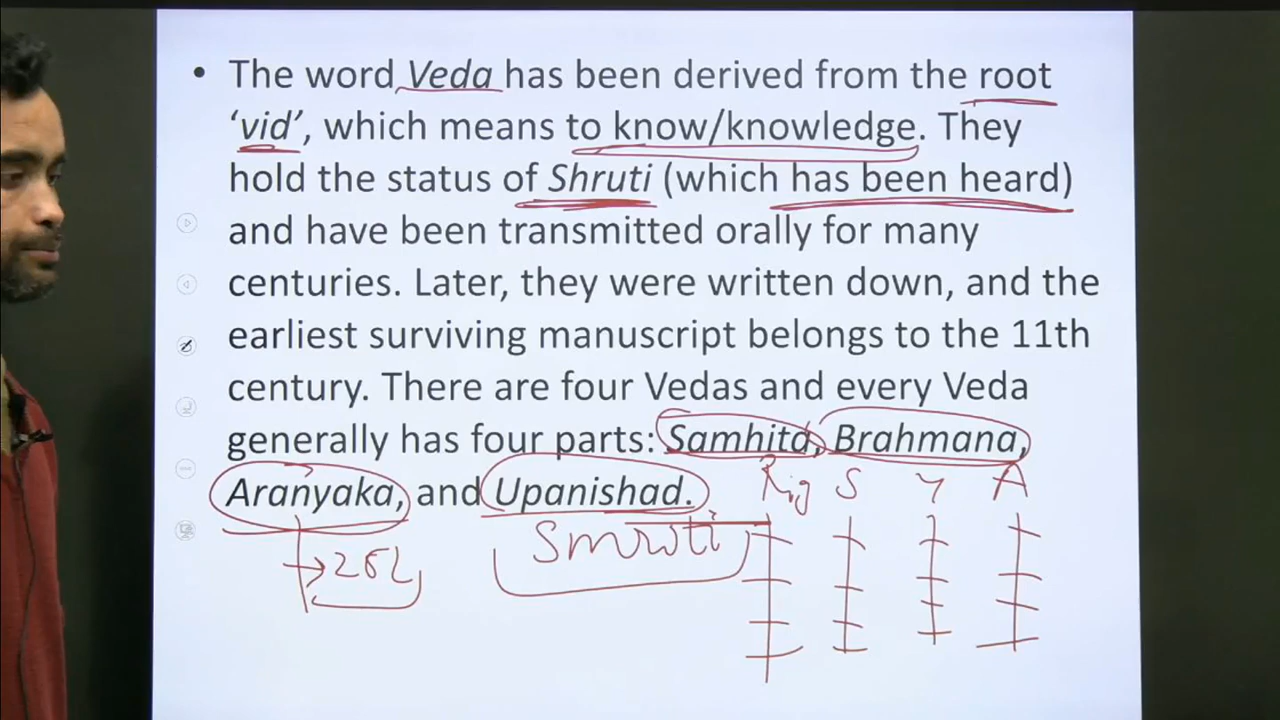 • The word Veda has been derived from the root
‘vid’, which means to know/knowledge. They
hold the status of Shruti (which has been heard)
and have been transmitted orally for many
centuries. Later, they were written down, and the
earliest surviving manuscript belongs to the 11th
century. There are four Vedas and every Veda
generally has four parts: Samhita, Brahmana,
Aranyaka, and Upanishad.
Rig S Y A
Smruti